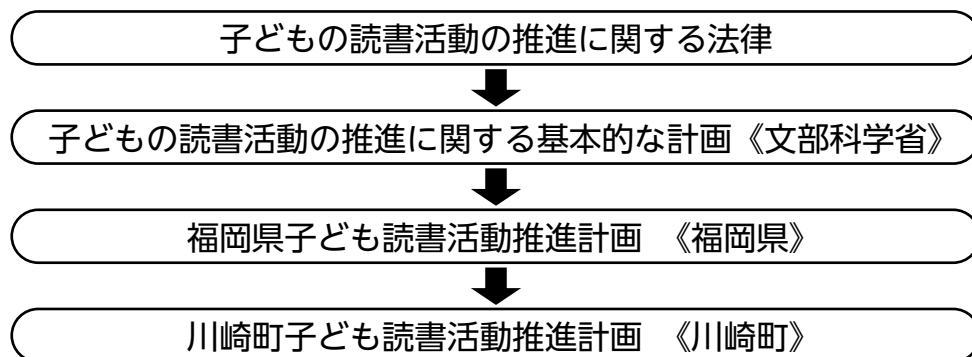 子どもの読書活動の推進に関する法律
子どもの読書活動の推進に関する基本的な計画《文部科学省》
福岡県子ども読書活動推進計画 《福岡県》
川崎町子ども読書活動推進計画 《川崎町》